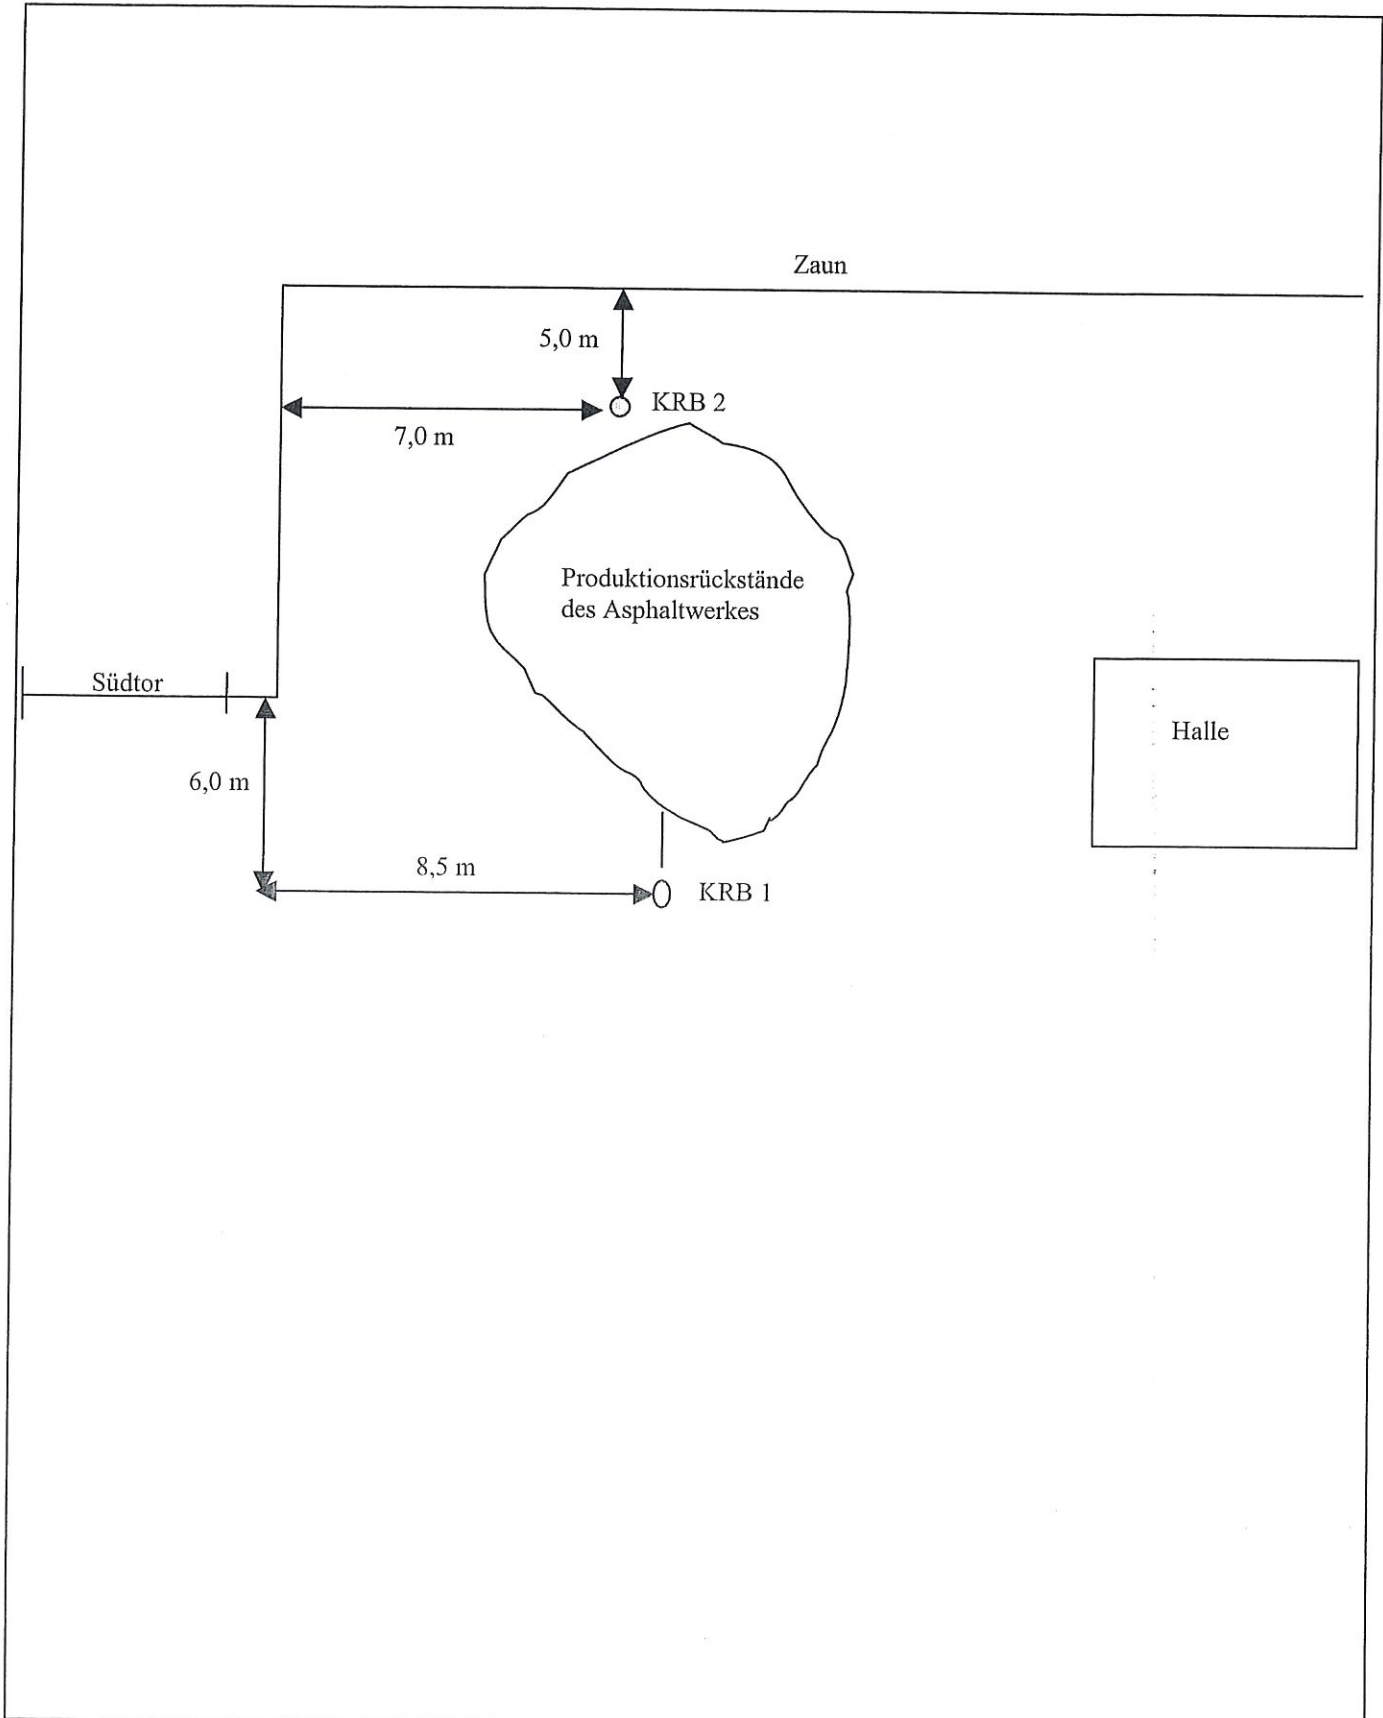 Zaun
5,0 m
KRB 2
7,0 m
Produktionsrückstände
des Asphaltwerkes
Südtor
Halle
6,0 m
8,5 m
KRB 1